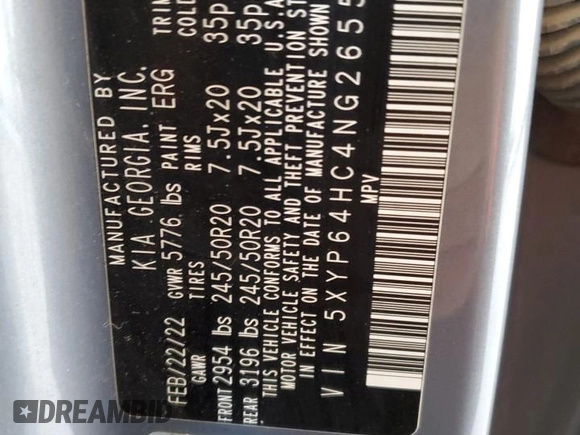 MANUFACTURED BY
KIA GEORGIA, INC.
FEB/22/22 GVWR 5776 lbs PAINT ERG TRIM
GAWR TIRES RIMS COLD
FRONT 2954 lbs 245/50R20 7.5Jx20 35p
REAR 3196 lbs 245/50R20 7.5Jx20 35p
THIS VEHICLE CONFORMS TO ALL APPLICABLE U.S.A.
MOTOR VEHICLE SAFETY AND THEFT PREVENTION ST
IN EFFECT ON THE DATE OF MANUFACTURE SHOWN
VIN 5XYP64HC4NG2655
MPV
DREAMBID